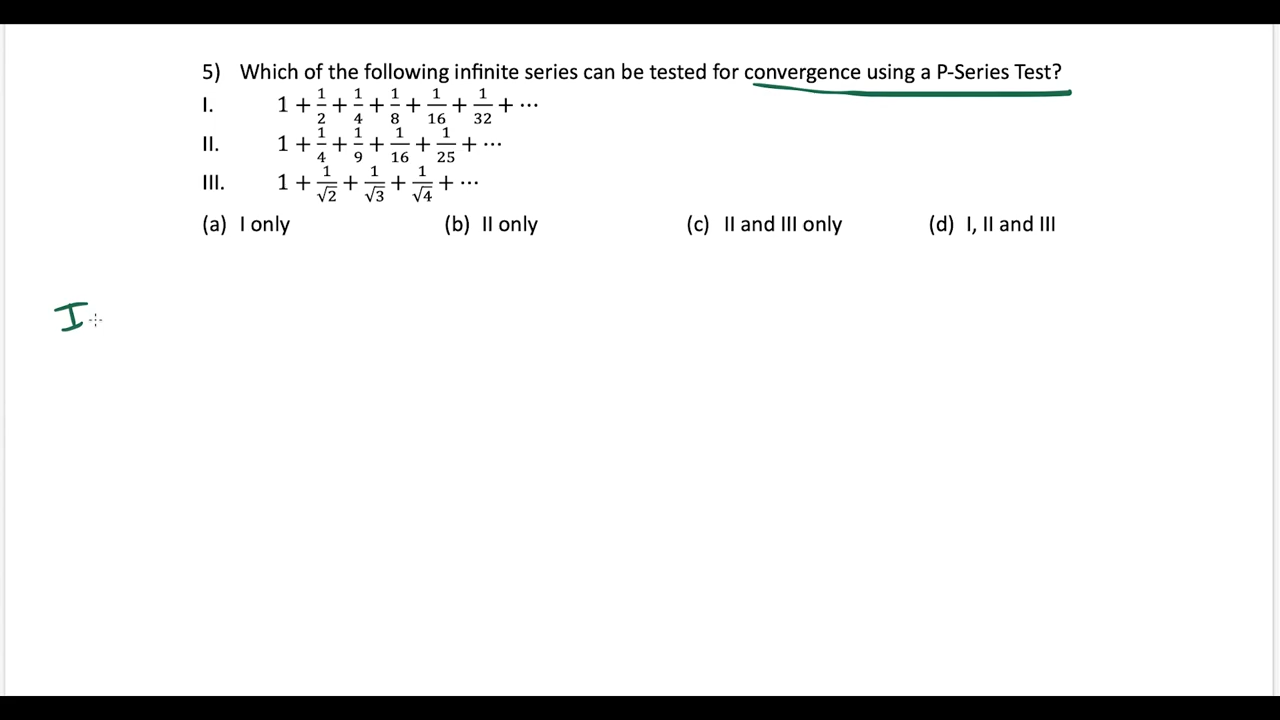 5) Which of the following infinite series can be tested for convergence using a P-Series Test?
I. 1 + 1/2 + 1/4 + 1/8 + 1/16 + 1/32 + ⋯
II. 1 + 1/4 + 1/9 + 1/16 + 1/25 + ⋯
III. 1 + 1/√2 + 1/√3 + 1/√4 + ⋯
(a) I only (b) II only (c) II and III only (d) I, II and III
I